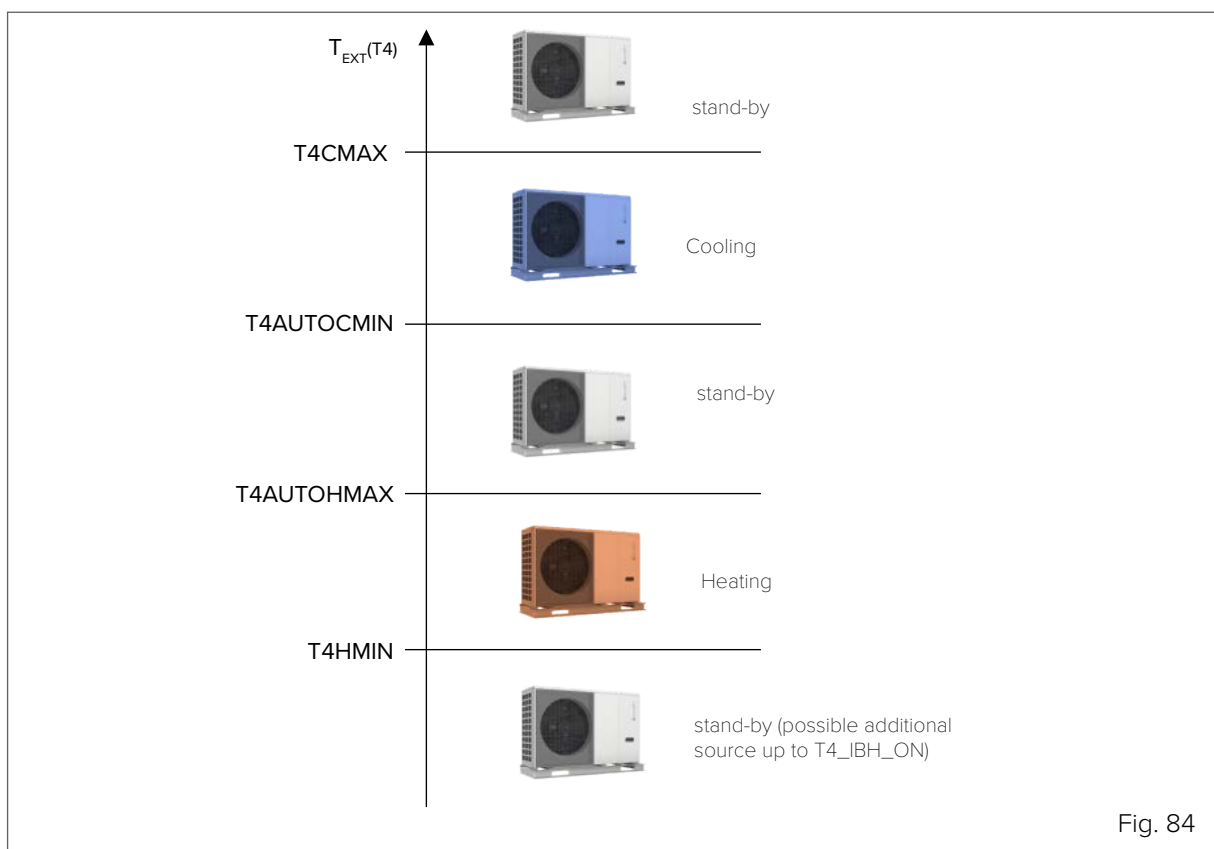 T_EXT(T4)
stand-by
T4CMAX
Cooling
T4AUTOCMIN
stand-by
T4AUTOHMAX
Heating
T4HMIN
stand-by (possible additional
source up to T4_IBH_ON)
Fig. 84